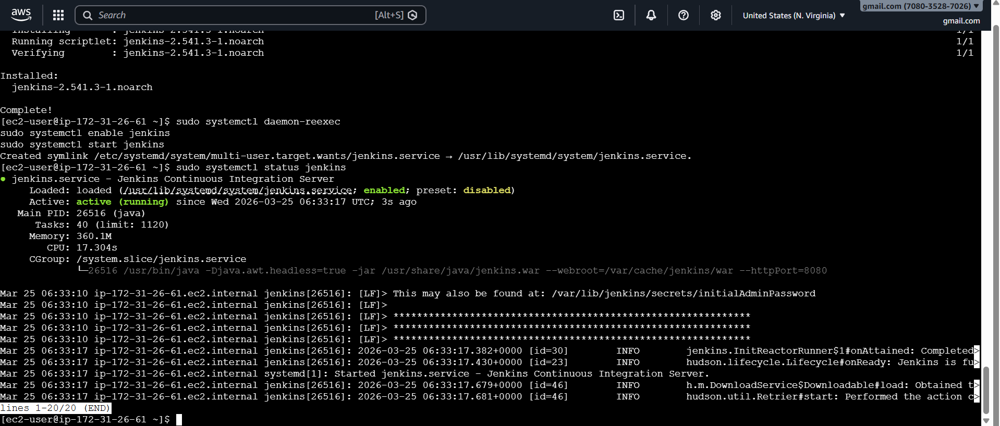 aws
Search [Alt+S]
United States (N. Virginia) ▼
gmail.com (7080-3528-7026) ▼
gmail.com
Installing : jenkins-2.541.3-1.noarch 1/1
Running scriptlet: jenkins-2.541.3-1.noarch 1/1
Verifying : jenkins-2.541.3-1.noarch 1/1
Installed:
jenkins-2.541.3-1.noarch
Complete!
[ec2-user@ip-172-31-26-61 ~]$ sudo systemctl daemon-reexec
sudo systemctl enable jenkins
sudo systemctl start jenkins
Created symlink /etc/systemd/system/multi-user.target.wants/jenkins.service → /usr/lib/systemd/system/jenkins.service.
[ec2-user@ip-172-31-26-61 ~]$ sudo systemctl status jenkins
● jenkins.service - Jenkins Continuous Integration Server
Loaded: loaded (/usr/lib/systemd/system/jenkins.service; enabled; preset: disabled)
Active: active (running) since Wed 2026-03-25 06:33:17 UTC; 3s ago
Main PID: 26516 (java)
Tasks: 40 (limit: 1120)
Memory: 360.1M
CPU: 17.304s
CGroup: /system.slice/jenkins.service
└─26516 /usr/bin/java -Djava.awt.headless=true -jar /usr/share/java/jenkins.war --webroot=/var/cache/jenkins/war --httpPort=8080
Mar 25 06:33:10 ip-172-31-26-61.ec2.internal jenkins[26516]: [LF]> This may also be found at: /var/lib/jenkins/secrets/initialAdminPassword
Mar 25 06:33:10 ip-172-31-26-61.ec2.internal jenkins[26516]: [LF]>
Mar 25 06:33:10 ip-172-31-26-61.ec2.internal jenkins[26516]: [LF]> *************************************************************
Mar 25 06:33:10 ip-172-31-26-61.ec2.internal jenkins[26516]: [LF]> *************************************************************
Mar 25 06:33:10 ip-172-31-26-61.ec2.internal jenkins[26516]: [LF]> *************************************************************
Mar 25 06:33:17 ip-172-31-26-61.ec2.internal jenkins[26516]: 2026-03-25 06:33:17.382+0000 [id=30] INFO jenkins.InitReactorRunner$1#onAttained: Completed>
Mar 25 06:33:17 ip-172-31-26-61.ec2.internal jenkins[26516]: 2026-03-25 06:33:17.430+0000 [id=23] INFO hudson.lifecycle.Lifecycle#onReady: Jenkins is fu>
Mar 25 06:33:17 ip-172-31-26-61.ec2.internal systemd[1]: Started jenkins.service - Jenkins Continuous Integration Server.
Mar 25 06:33:17 ip-172-31-26-61.ec2.internal jenkins[26516]: 2026-03-25 06:33:17.679+0000 [id=46] INFO h.m.DownloadService$Downloadable#load: Obtained t>
Mar 25 06:33:17 ip-172-31-26-61.ec2.internal jenkins[26516]: 2026-03-25 06:33:17.681+0000 [id=46] INFO hudson.util.Retrier#start: Performed the action c>
lines 1-20/20 (END)
[ec2-user@ip-172-31-26-61 ~]$